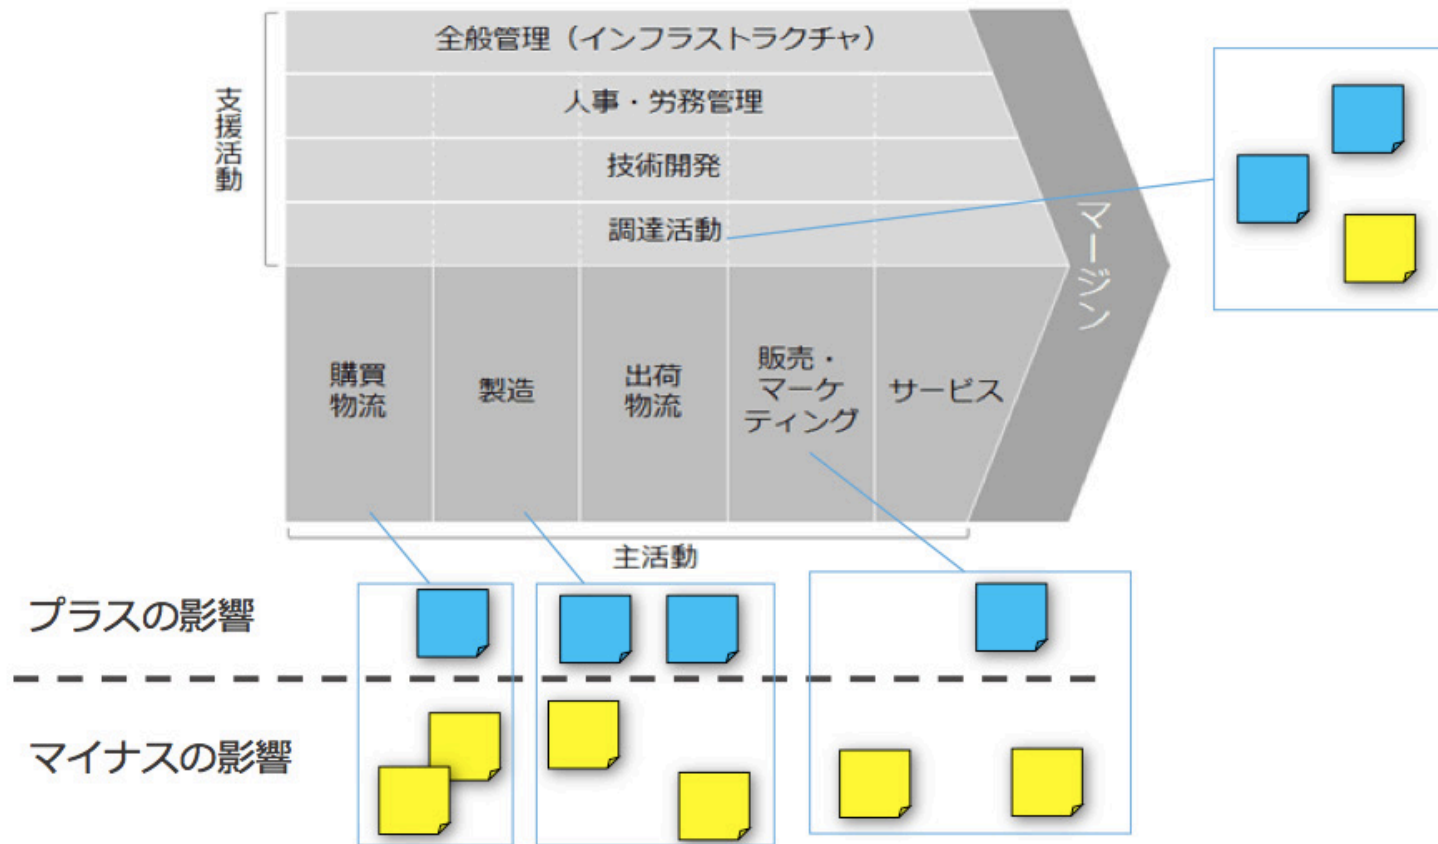 全般管理（インフラストラクチャ）
人事・労務管理
技術開発
調達活動
支援活動
マージン
購買
物流
製造
出荷
物流
販売・
マーケ
ティング
サービス
主活動
プラスの影響
マイナスの影響